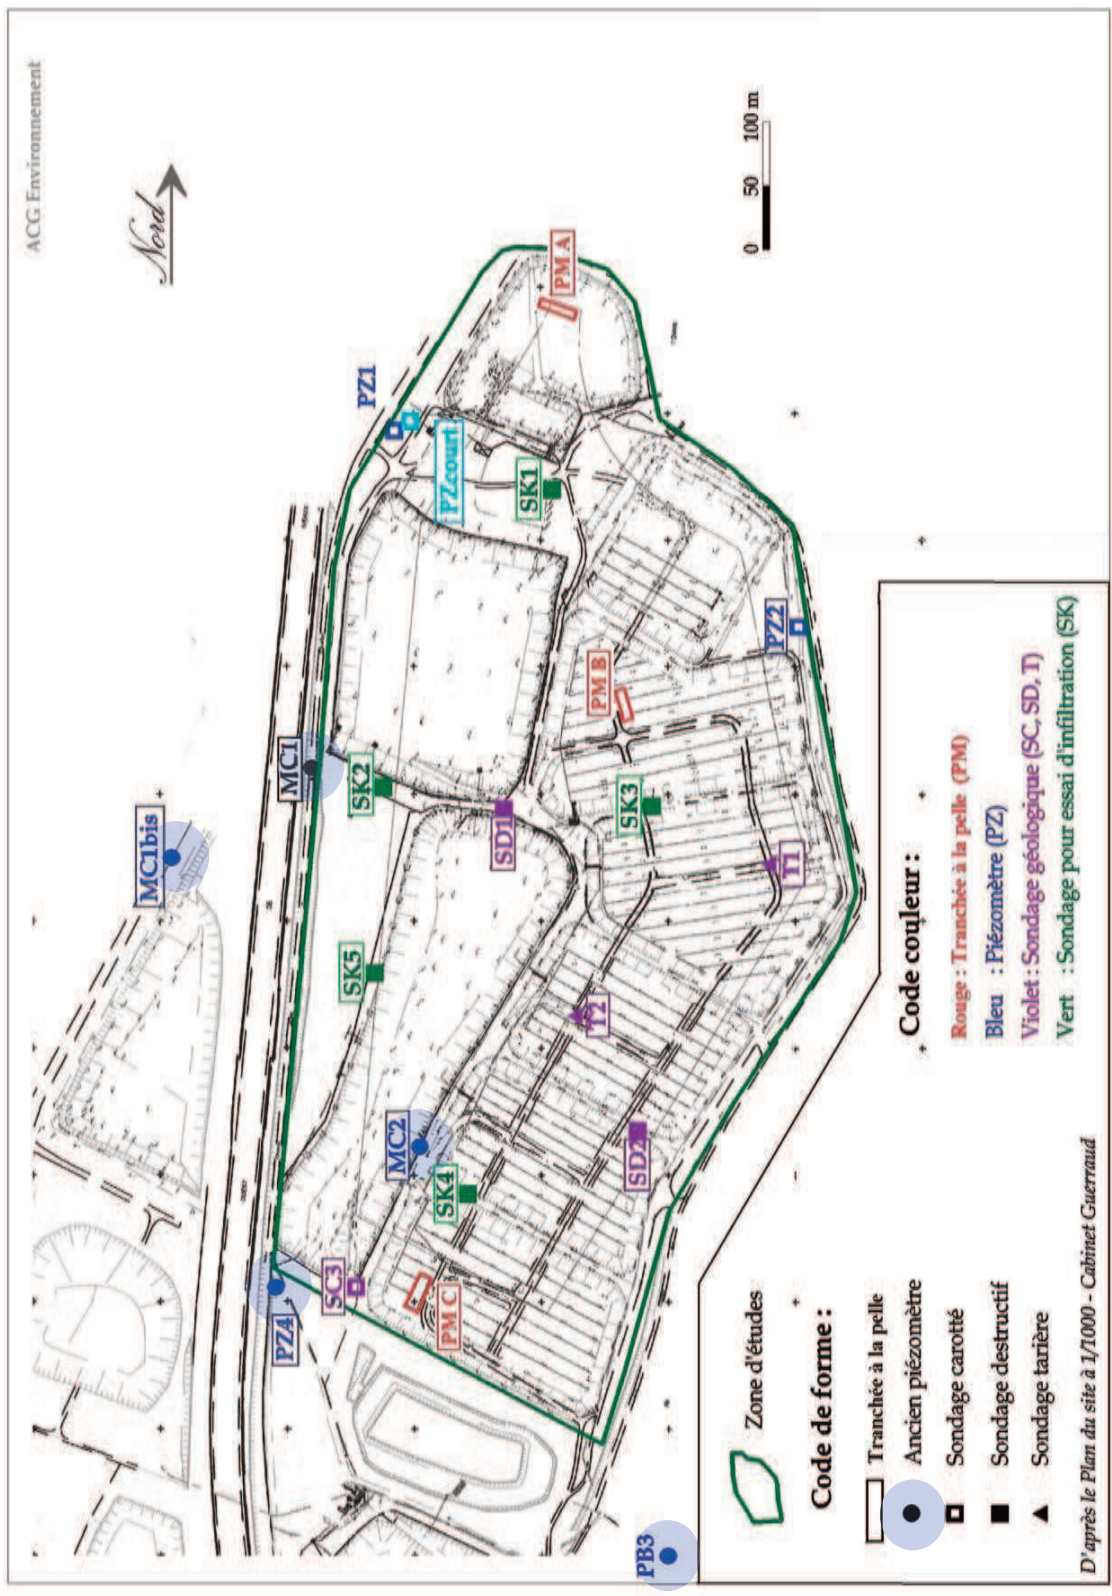 ACG Environnement
Nord
0 50 100 m
PM A
PZ1
PZcourt
SK1
PZ2
PM B
MC1
SK2
MC1bis
SD1
SK3
T1
SK5
T2
MC2
SK4
SD2
PZ4
SC3
PM C
PB3
Zone d'études
Code de forme :
Tranchée à la pelle
Ancien piézomètre
Sondage carotté
Sondage destructif
Sondage tarière
Code couleur :
Rouge : Tranchée à la pelle (PM)
Bleu : Piézomètre (PZ)
Violet : Sondage géologique (SC, SD, T)
Vert : Sondage pour essai d'infiltration (SK)
D'après le Plan du site à 1/1000 - Cabinet Guerraud